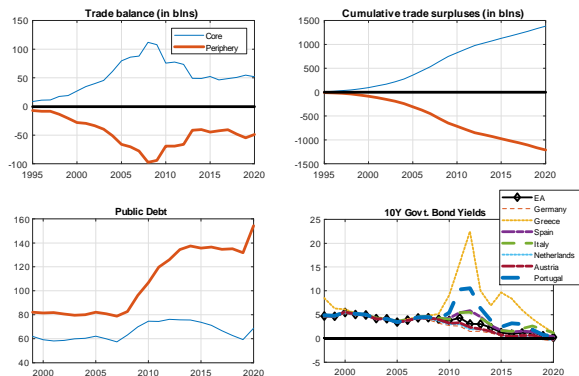 Trade balance (in blns)
150
100
50
0
-50
-100
1995 2000 2005 2010 2015 2020
Core
Periphery
Cumulative trade surpluses (in blns)
1500
1000
500
0
-500
-1000
-1500
1995 2000 2005 2010 2015 2020
Public Debt
160
140
120
100
80
60
40
2000 2005 2010 2015 2020
10Y Govt. Bond Yields
25
20
15
10
5
0
-5
2000 2005 2010 2015 2020
EA
Germany
Greece
Spain
Italy
Netherlands
Austria
Portugal